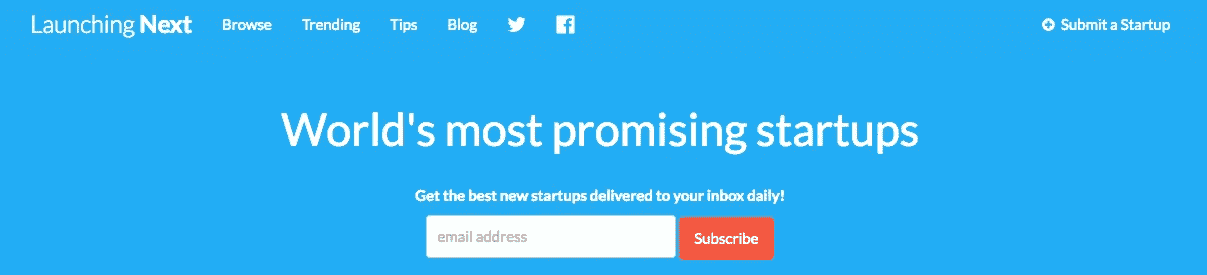 Launching Next Browse Trending Tips Blog Submit a Startup
World's most promising startups
Get the best new startups delivered to your inbox daily!
email address Subscribe